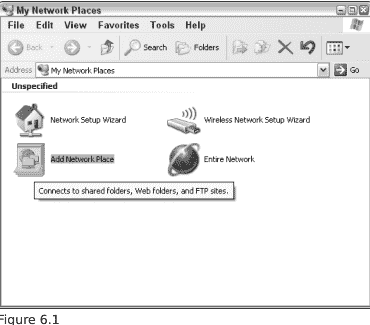 My Network Places
File Edit View Favorites Tools Help
Back Search Folders
Address My Network Places Go
Unspecified
Network Setup Wizard Wireless Network Setup Wizard
Add Network Place Entire Network
Connects to shared folders, Web folders, and FTP sites.
Figure 6.1